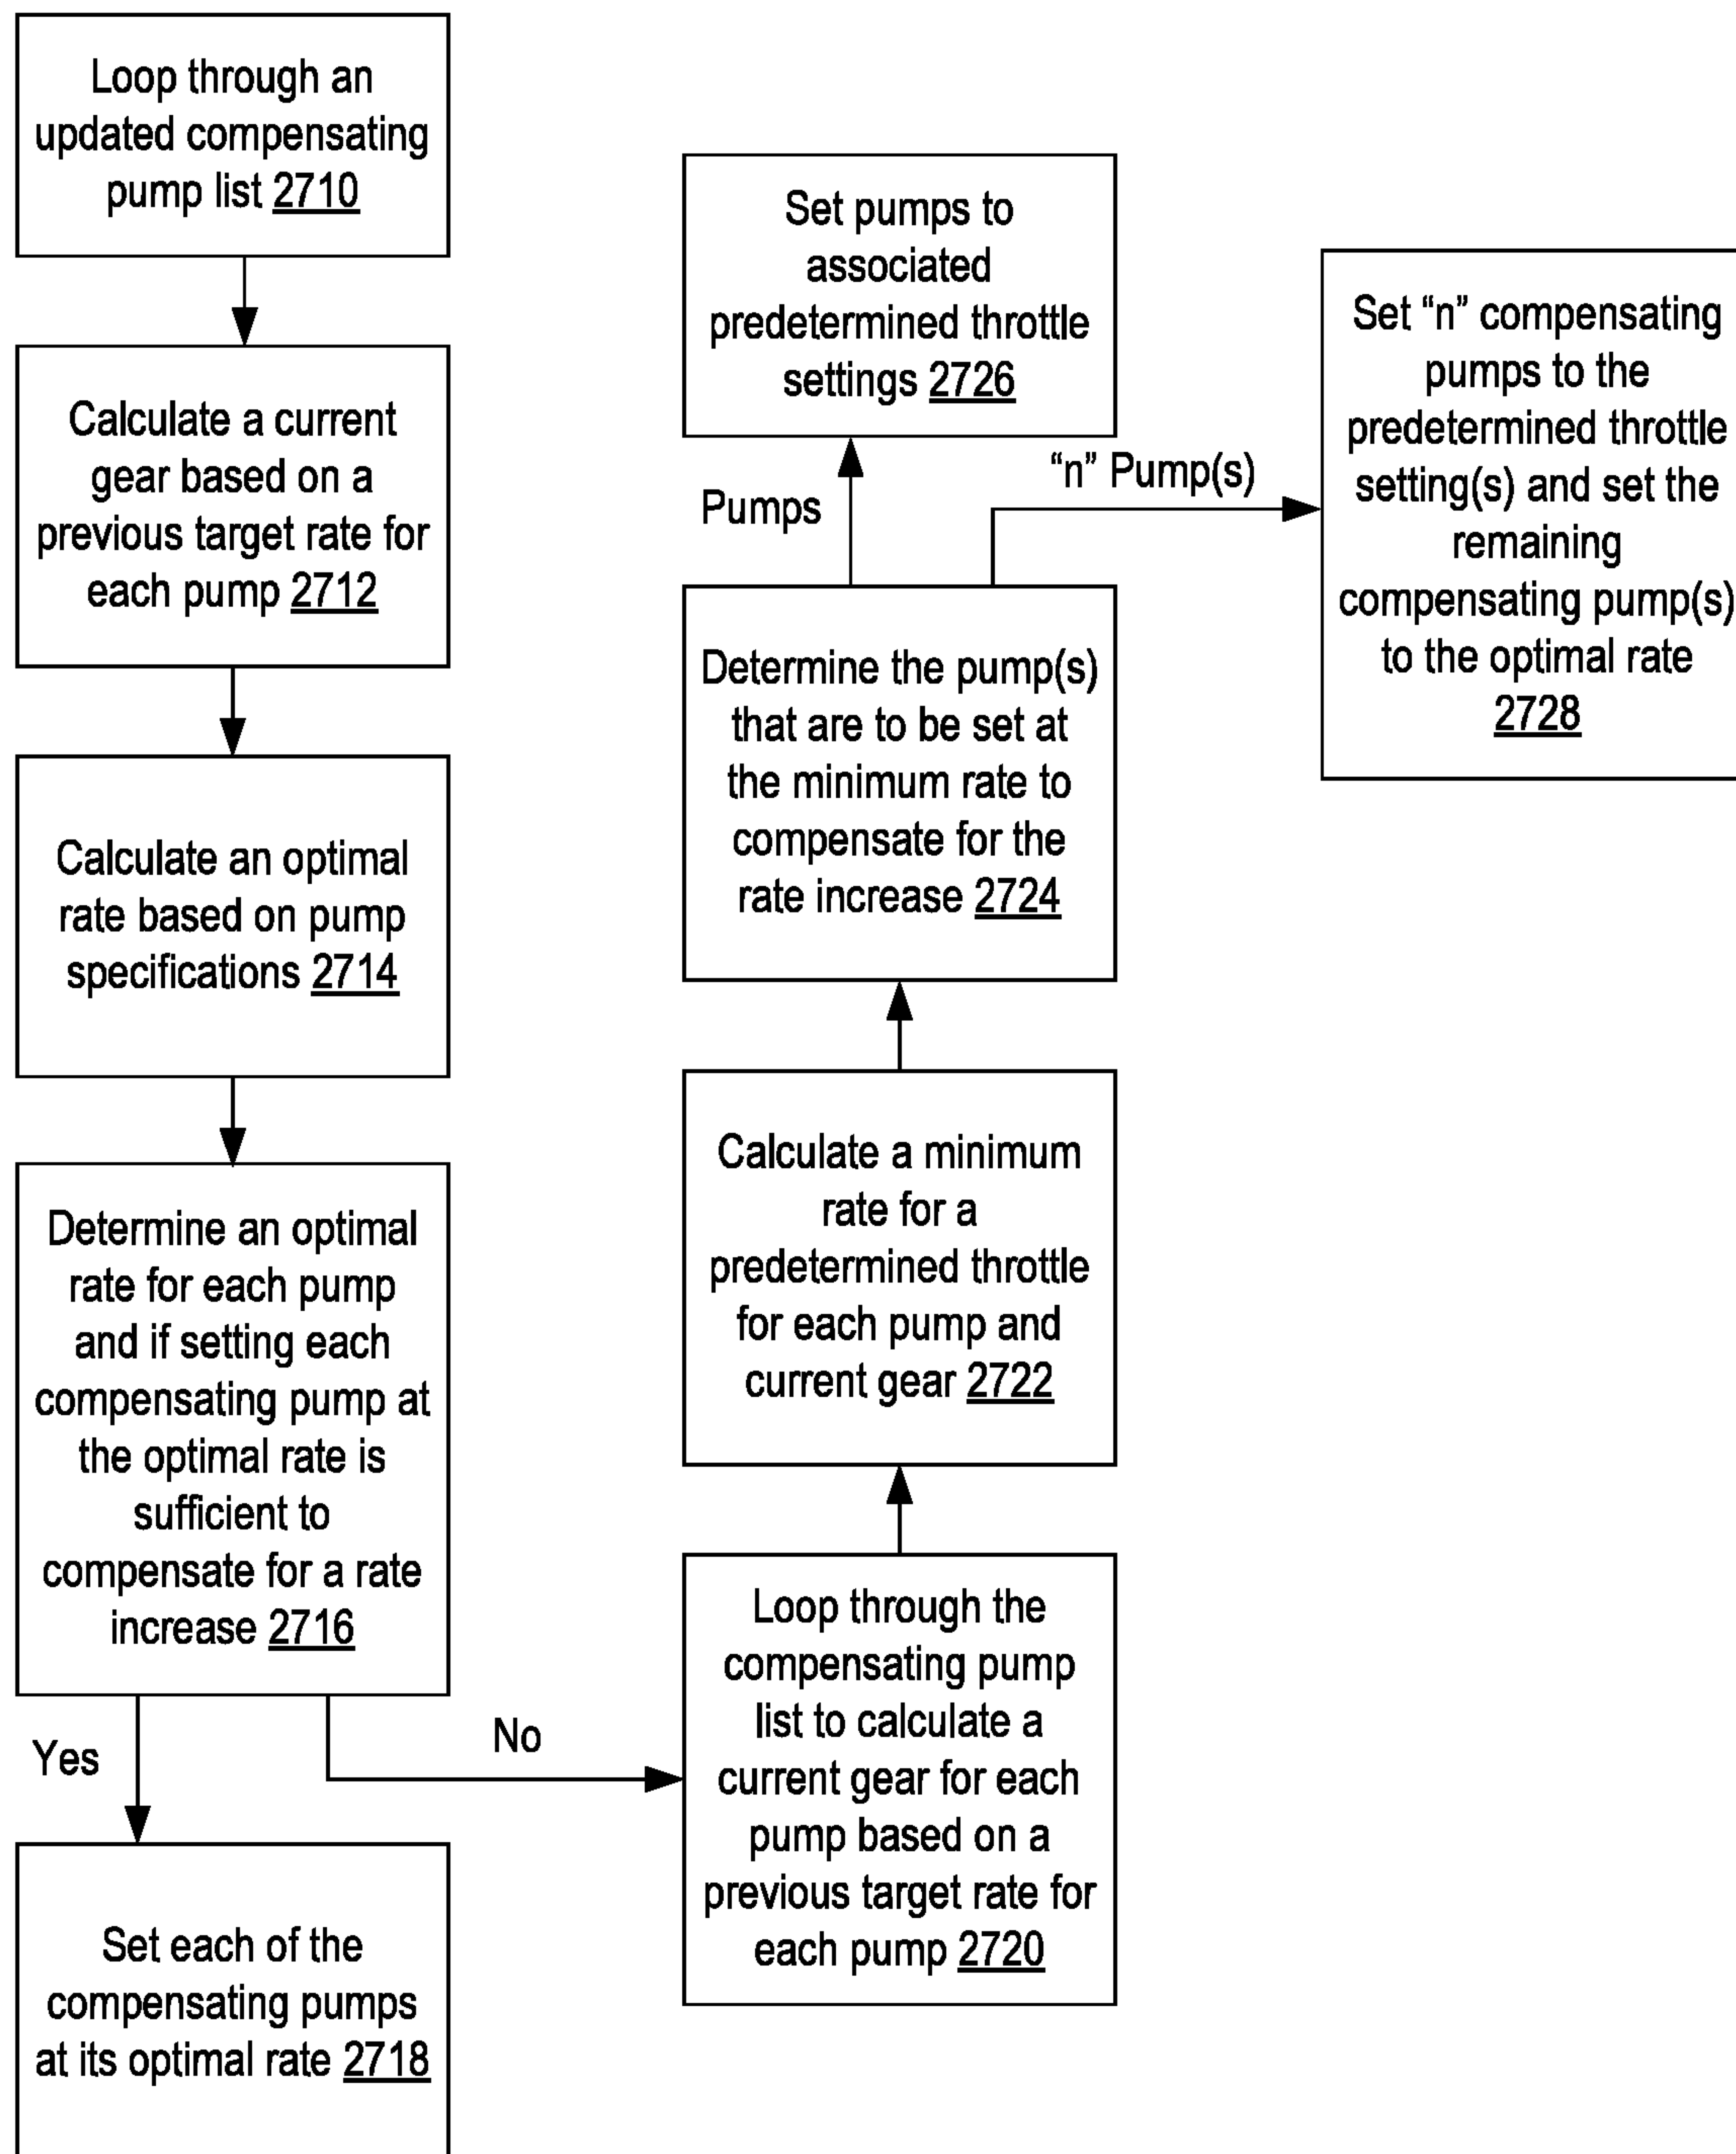 Loop through an
updated compensating
pump list 2710
Calculate a current
gear based on a
previous target rate for
each pump 2712
Calculate an optimal
rate based on pump
specifications 2714
Determine an optimal
rate for each pump
and if setting each
compensating pump at
the optimal rate is
sufficient to
compensate for a rate
increase 2716
Yes
No
Set each of the
compensating pumps
at its optimal rate 2718
Loop through the
compensating pump
list to calculate a
current gear for each
pump based on a
previous target rate for
each pump 2720
Calculate a minimum
rate for a
predetermined throttle
for each pump and
current gear 2722
Determine the pump(s)
that are to be set at
the minimum rate to
compensate for the
rate increase 2724
Pumps
“n” Pump(s)
Set pumps to
associated
predetermined throttle
settings 2726
Set “n” compensating
pumps to the
predetermined throttle
setting(s) and set the
remaining
compensating pump(s)
to the optimal rate
2728